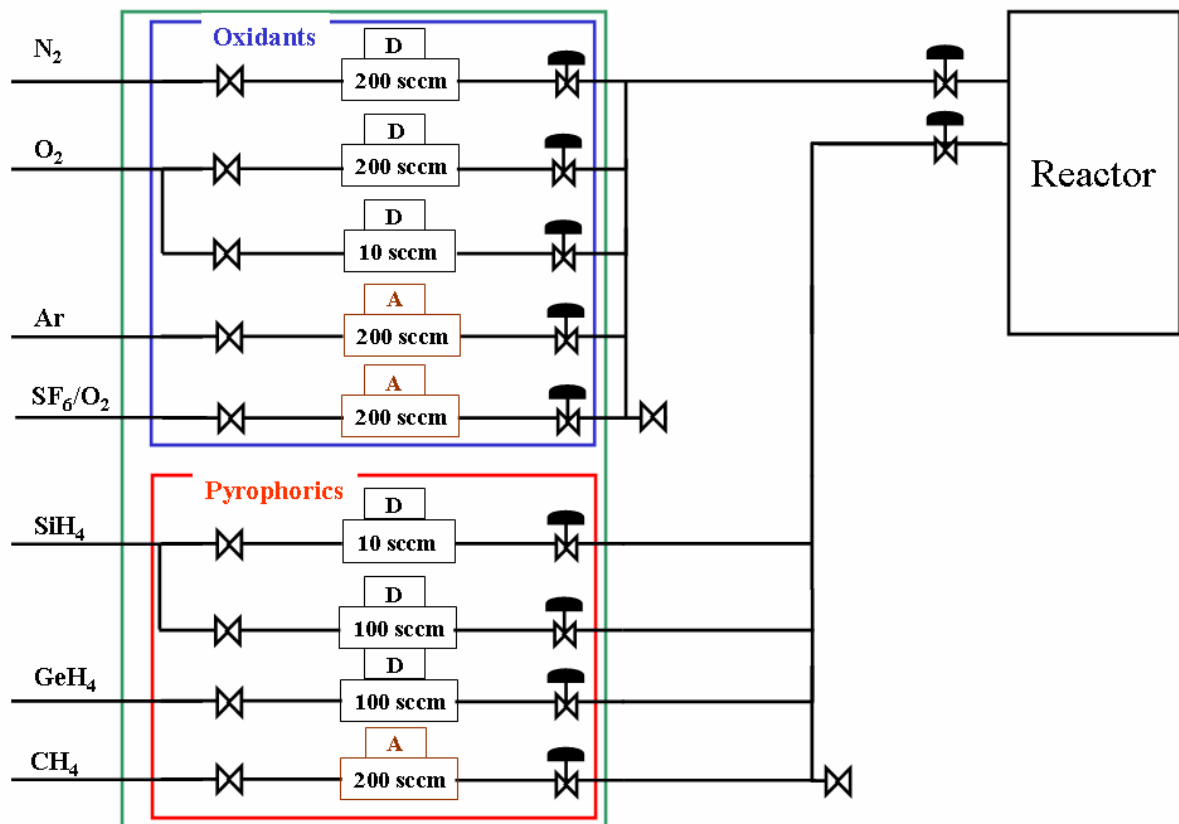 Oxidants
N₂
D
200 sccm
D
O₂
200 sccm
Reactor
D
10 sccm
A
Ar
200 sccm
A
SF₆/O₂
200 sccm
Pyrophorics
D
SiH₄
10 sccm
D
100 sccm
D
GeH₄
100 sccm
A
CH₄
200 sccm